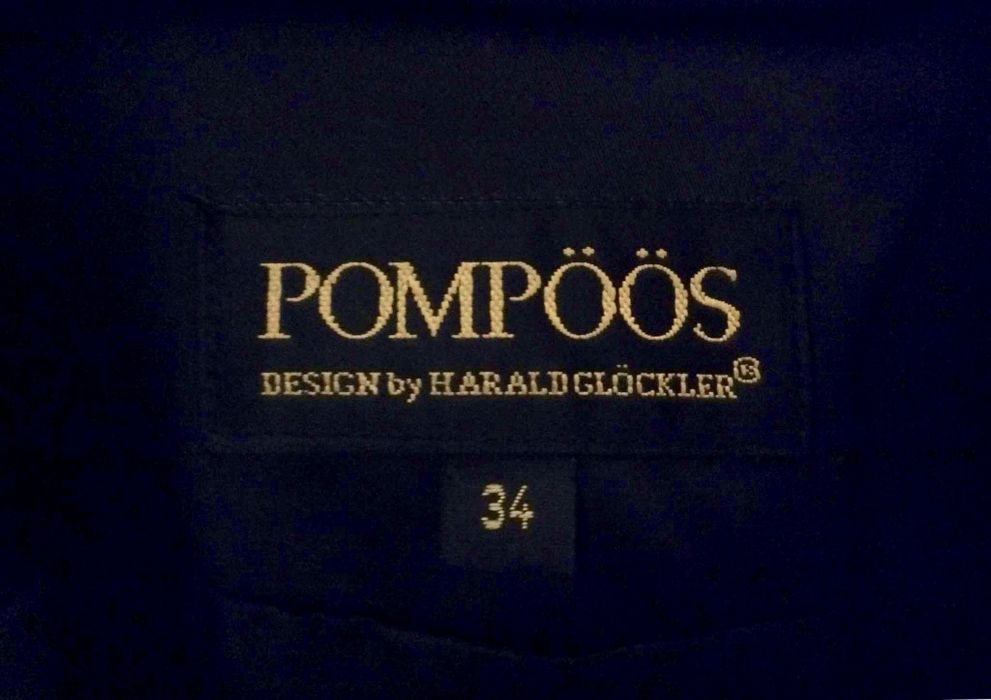 POMPÖÖS
DESIGN by HARALD GLÖCKLER®
34